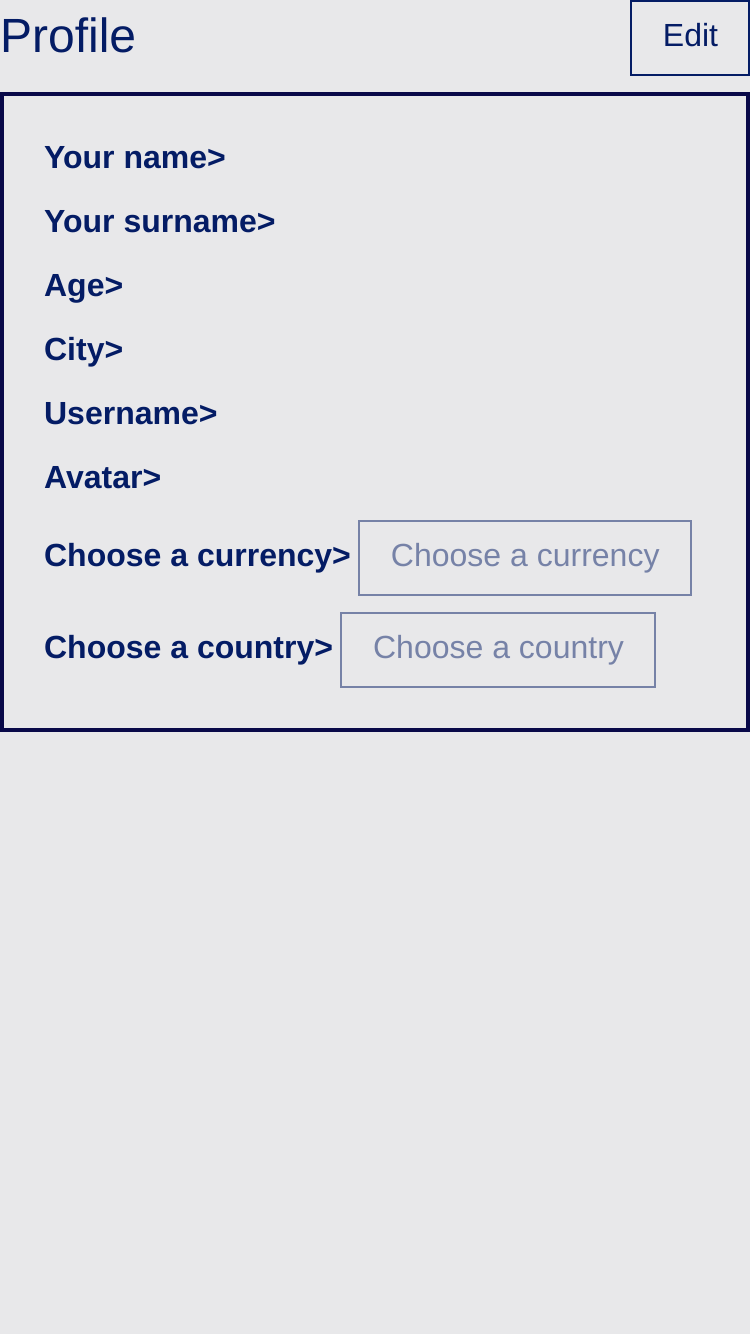 Profile
Edit
Your name>
Your surname>
Age>
City>
Username>
Avatar>
Choose a currency> Choose a currency
Choose a country> Choose a country